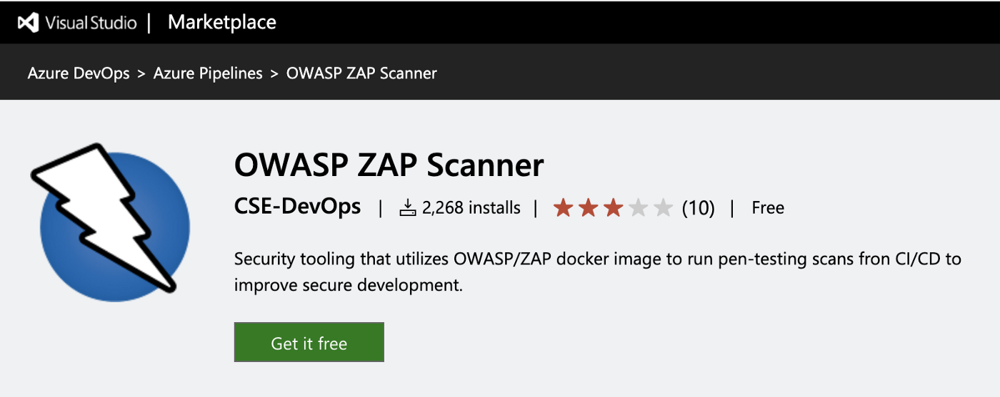 Visual Studio | Marketplace
Azure DevOps > Azure Pipelines > OWASP ZAP Scanner
OWASP ZAP Scanner
CSE-DevOps | 2,268 installs | (10) | Free
Security tooling that utilizes OWASP/ZAP docker image to run pen-testing scans fron CI/CD to
improve secure development.
Get it free